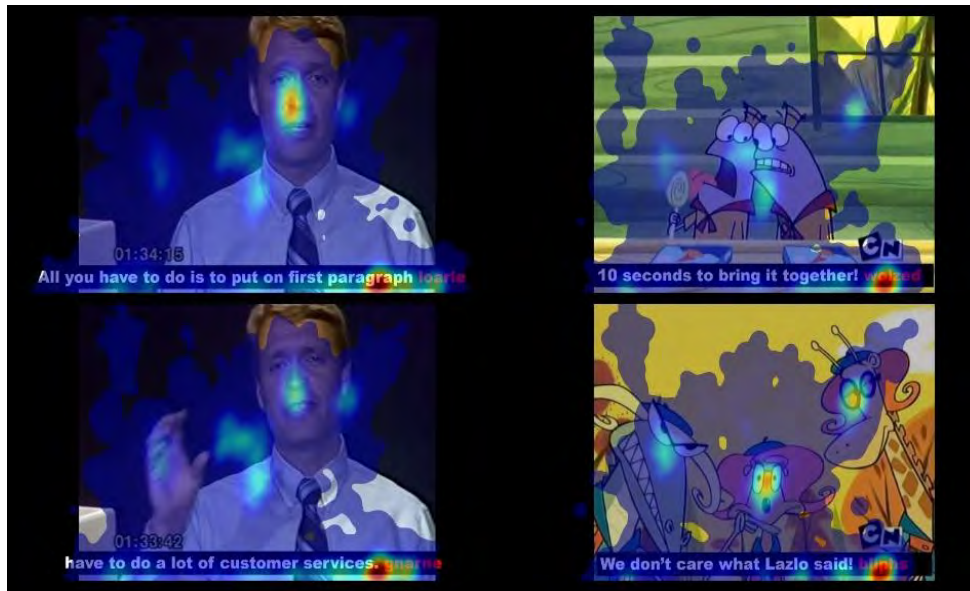 01:34:15
All you have to do is to put on first paragraph loarle
CN
10 seconds to bring it together!
01:33:42
have to do a lot of customer services. gnarne
CN
We don't care what Lazlo said!